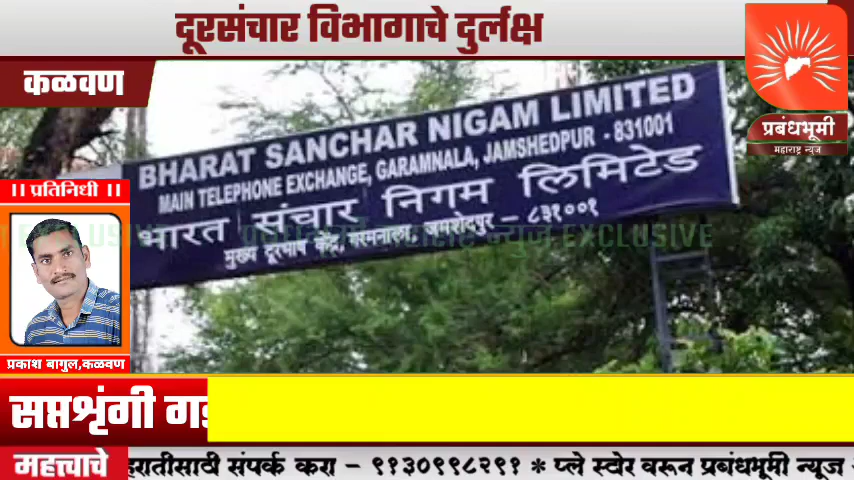 दूरसंचार विभागाचे दुर्लक्ष
कळवण
प्रबंधभूमी
महाराष्ट्र न्यूज
BHARAT SANCHAR NIGAM LIMITED
MAIN TELEPHONE EXCHANGE, GARAMNALA, JAMSHEDPUR - 831001
भारत संचार निगम लिमिटेड
मुख्य दूरभाष केंद्र, गरमनाला, जमशेदपुर – ८३१००१
।। प्रतिनिधी ।।
न्यूज EXCLUSIVE
प्रकाश बागुल,कळवण
सप्तशृंगी
महत्त्वाचे
संपर्क करा - ९१३०९९८२९१ * प्ले स्टोर वरून प्रबंधभूमी न्यूज